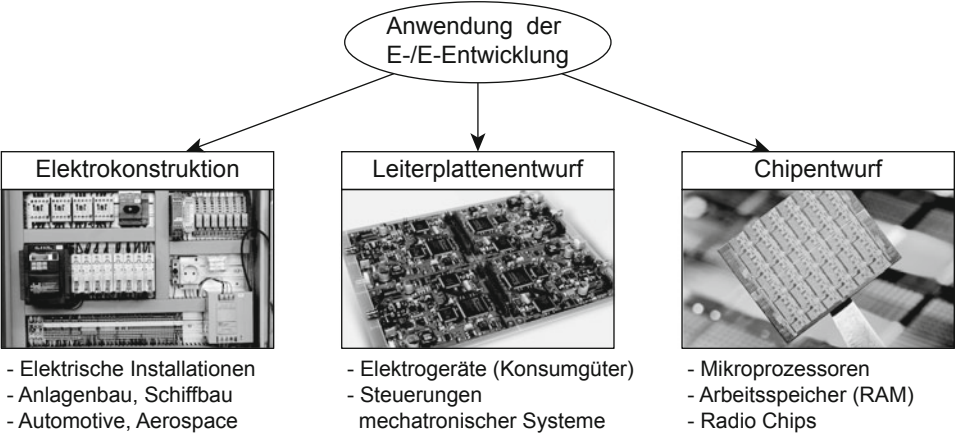 Anwendung der
E-/E-Entwicklung
Elektrokonstruktion
- Elektrische Installationen
- Anlagenbau, Schiffbau
- Automotive, Aerospace
Leiterplattenentwurf
- Elektrogeräte (Konsumgüter)
- Steuerungen
mechatronischer Systeme
Chipentwurf
- Mikroprozessoren
- Arbeitsspeicher (RAM)
- Radio Chips